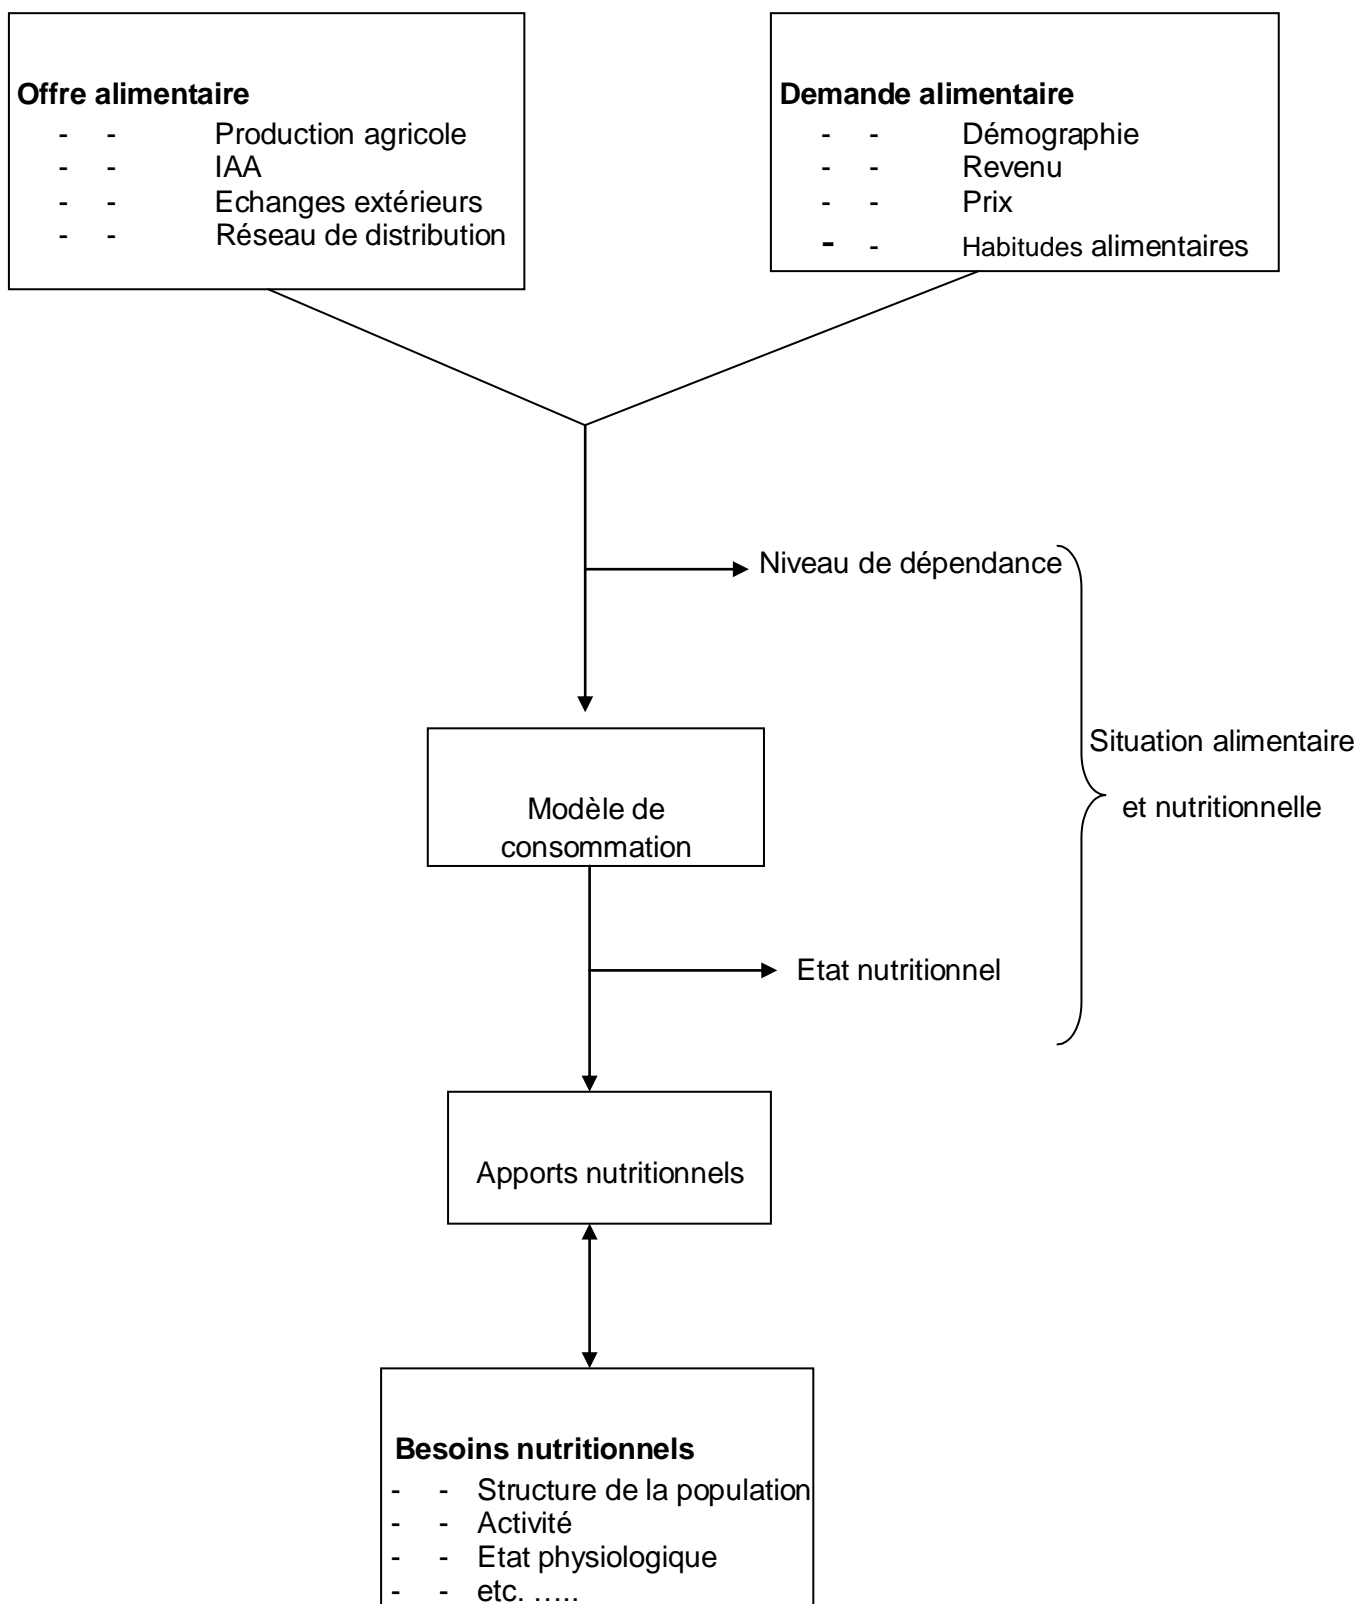 Offre alimentaire
- - Production agricole
- - IAA
- - Echanges extérieurs
- - Réseau de distribution
Demande alimentaire
- - Démographie
- - Revenu
- - Prix
- - Habitudes alimentaires
Niveau de dépendance
Situation alimentaire
et nutritionnelle
Modèle de
consommation
Etat nutritionnel
Apports nutritionnels
Besoins nutritionnels
- - Structure de la population
- - Activité
- - Etat physiologique
- - etc. …..